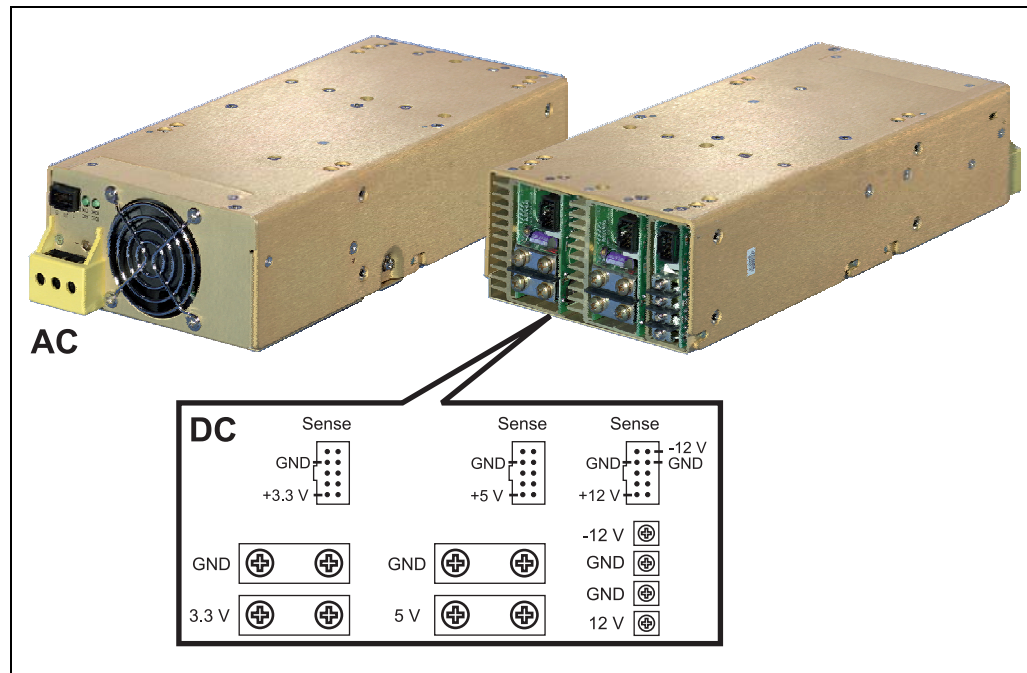 AC
DC
Sense
Sense
Sense
-12 V
GND
GND
GND
GND
+3.3 V
+5 V
+12 V
-12 V
GND
GND
GND
GND
3.3 V
5 V
12 V